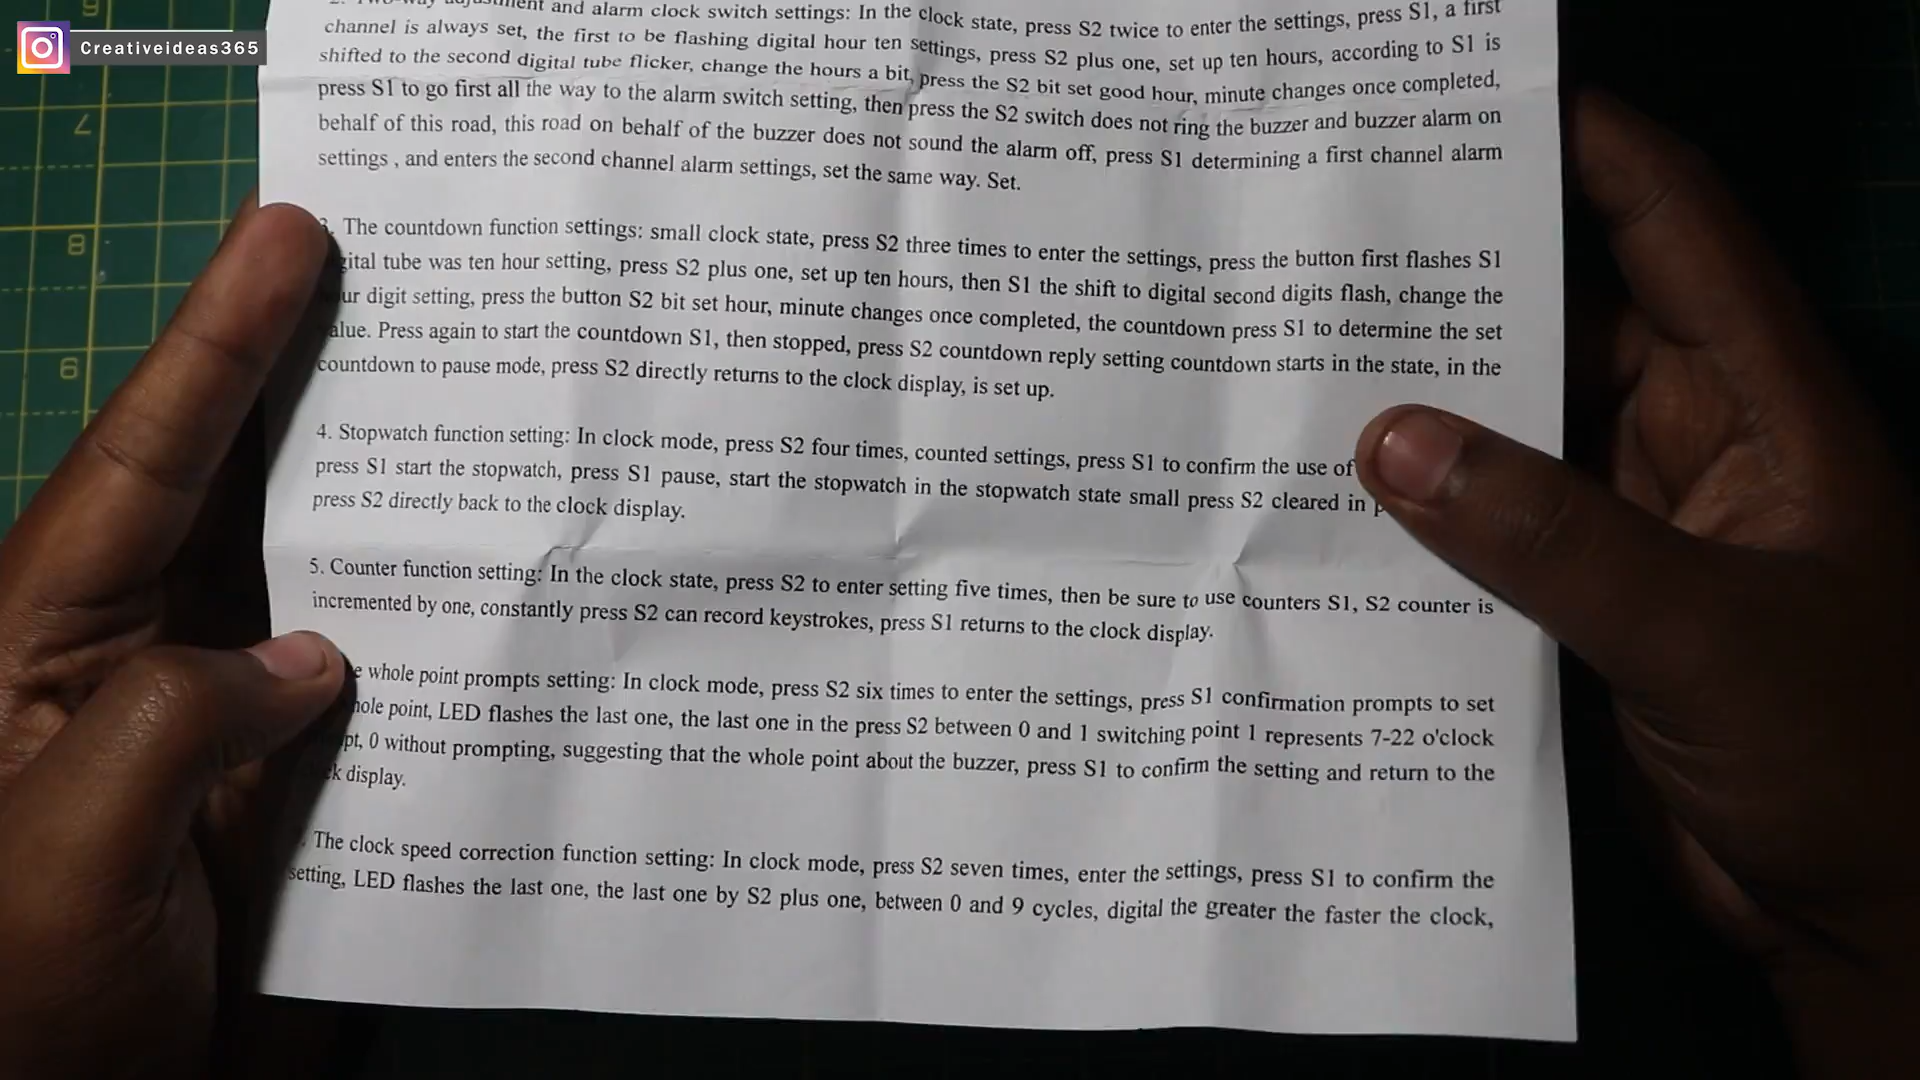 Creativeideas365
and alarm clock switch settings: In the clock state, press S2 twice to enter the settings, press S1, a first
channel is always set, the first to be flashing digital hour ten settings, press S2 plus one, set up ten hours, according to S1 is
shifted to the second digital tube flicker, change the hours a bit, press the S2 bit set good hour, minute changes once completed,
press S1 to go first all the way to the alarm switch setting, then press the S2 switch does not ring the buzzer and buzzer alarm on
behalf of this road, this road on behalf of the buzzer does not sound the alarm off, press S1 determining a first channel alarm
settings , and enters the second channel alarm settings, set the same way. Set.
3. The countdown function settings: small clock state, press S2 three times to enter the settings, press the button first flashes S1
tube was ten hour setting, press S2 plus one, set up ten hours, then S1 the shift to digital second digits flash, change the
digit setting, press the button S2 bit set hour, minute changes once completed, the countdown press S1 to determine the set
Press again to start the countdown S1, then stopped, press S2 countdown reply setting countdown starts in the state, in the
countdown to pause mode, press S2 directly returns to the clock display, is set up.
4. Stopwatch function setting: In clock mode, press S2 four times, counted settings, press S1 to confirm the use of
press S1 start the stopwatch, press S1 pause, start the stopwatch in the stopwatch state small press S2 cleared in
press S2 directly back to the clock display.
5. Counter function setting: In the clock state, press S2 to enter setting five times, then be sure to use counters S1, S2 counter is
incremented by one, constantly press S2 can record keystrokes, press S1 returns to the clock display.
whole point prompts setting: In clock mode, press S2 six times to enter the settings, press S1 confirmation prompts to set
point, LED flashes the last one, the last one in the press S2 between 0 and 1 switching point 1 represents 7-22 o'clock
0 without prompting, suggesting that the whole point about the buzzer, press S1 to confirm the setting and return to the
display.
The clock speed correction function setting: In clock mode, press S2 seven times, enter the settings, press S1 to confirm the
setting, LED flashes the last one, the last one by S2 plus one, between 0 and 9 cycles, digital the greater the faster the clock,
7
8
9